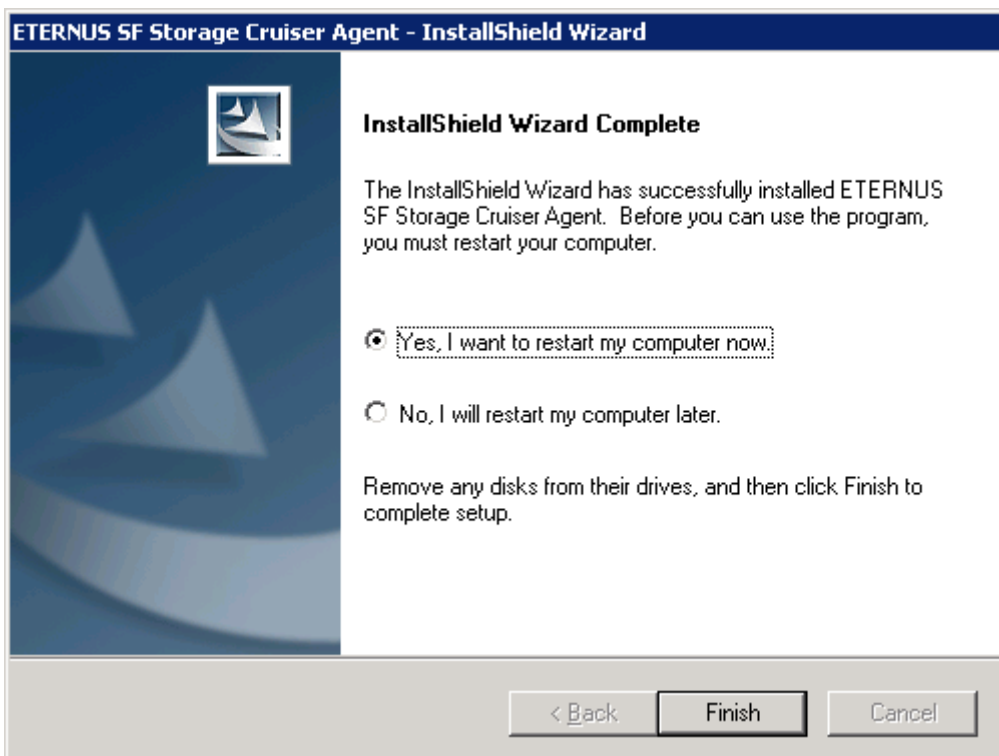 ETERNUS SF Storage Cruiser Agent - InstallShield Wizard
InstallShield Wizard Complete
The InstallShield Wizard has successfully installed ETERNUS
SF Storage Cruiser Agent. Before you can use the program,
you must restart your computer.
Yes, I want to restart my computer now.
No, I will restart my computer later.
Remove any disks from their drives, and then click Finish to
complete setup.
< Back
Finish
Cancel